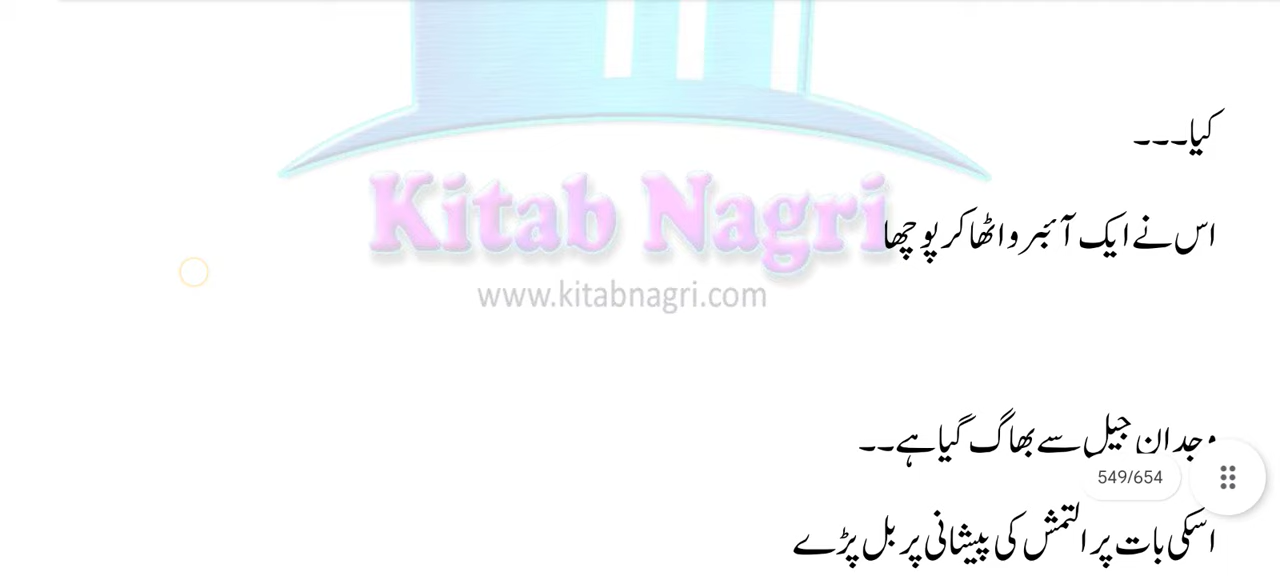 کیا۔۔۔
Kitab Nagri
اس نے ایک آئبرو اٹھا کر پوچھا
www.kitabnagri.com
وجدان جیل سے بھاگ گیا ہے۔۔
549/654
اسکی بات پر التمش کی پیشانی پر بل پڑے